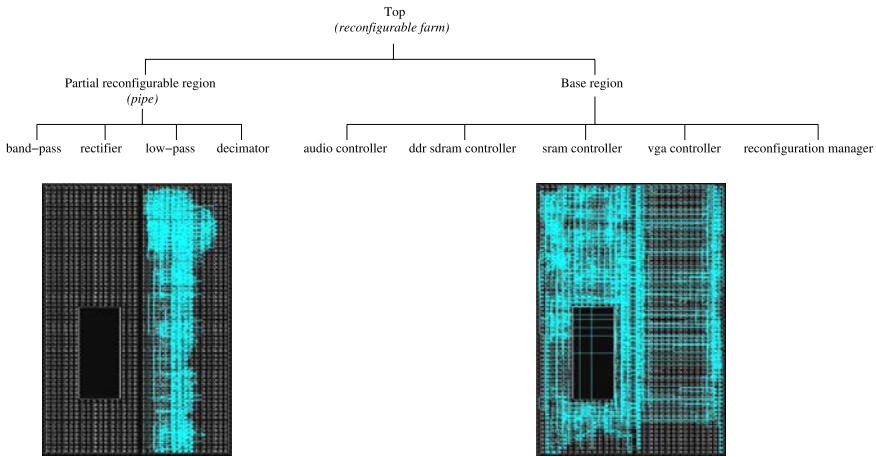 Top
(reconfigurable farm)
Partial reconfigurable region
(pipe)
Base region
band−pass rectifier low−pass decimator audio controller ddr sdram controller sram controller vga controller reconfiguration manager